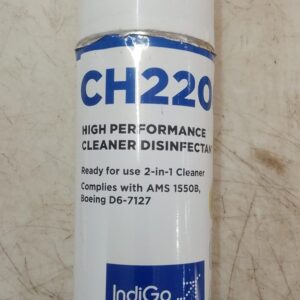 CH220
HIGH PERFORMANCE
CLEANER DISINFECTAN
Ready for use 2-in-1 Cleaner
Complies with AMS 1550B,
Boeing D6-7127
IndiGo